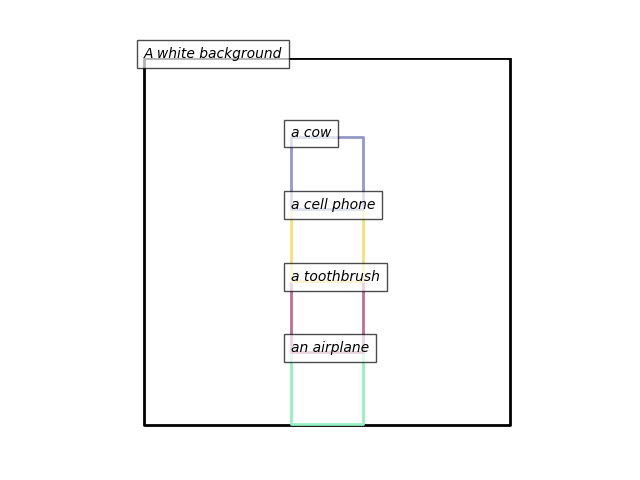 A white background
a cow
a cell phone
a toothbrush
an airplane